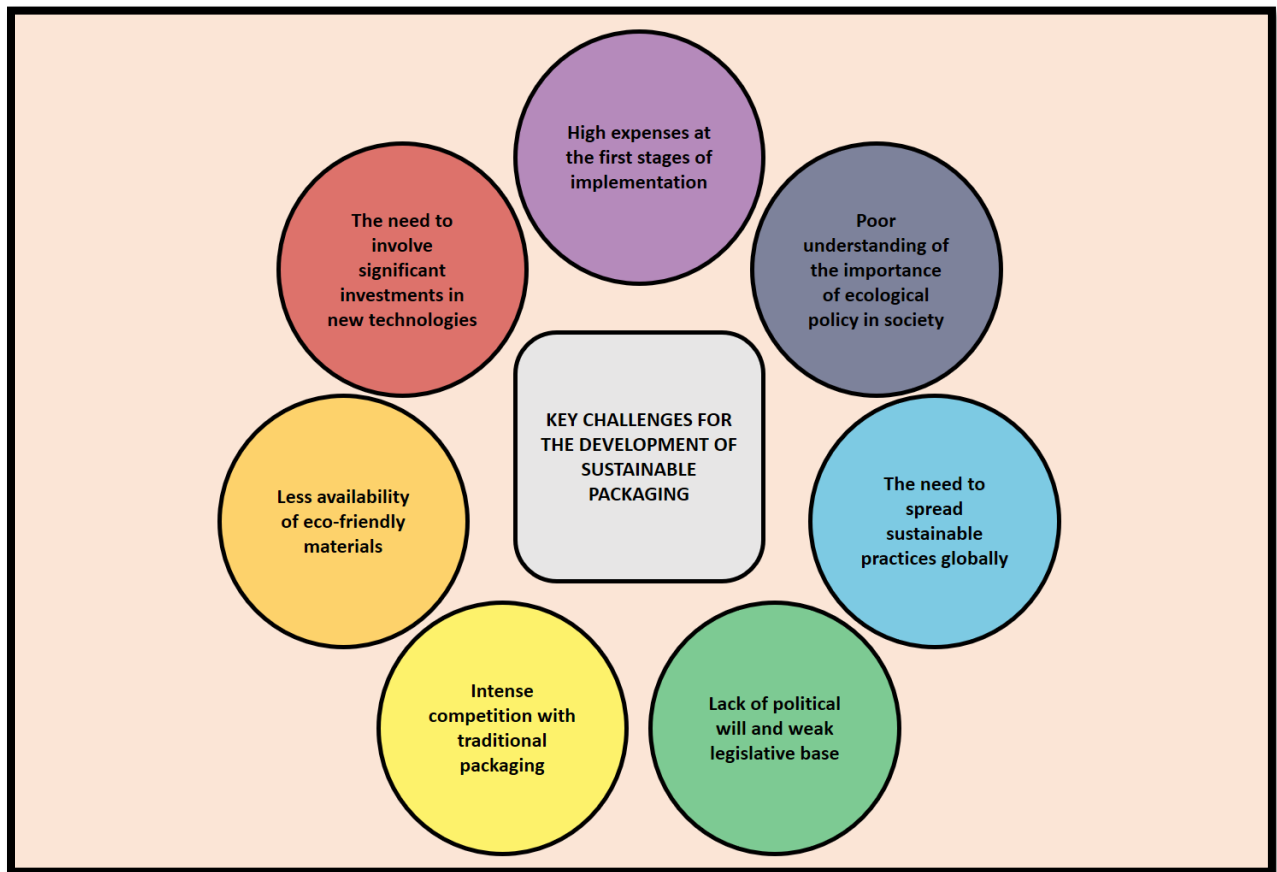 High expenses at
the first stages of
implementation
Poor
understanding of
the importance
of ecological
policy in society
The need to
spread
sustainable
practices globally
Lack of political
will and weak
legislative base
Intense
competition with
traditional
packaging
Less availability
of eco-friendly
materials
The need to
involve
significant
investments in
new technologies
KEY CHALLENGES FOR
THE DEVELOPMENT OF
SUSTAINABLE
PACKAGING